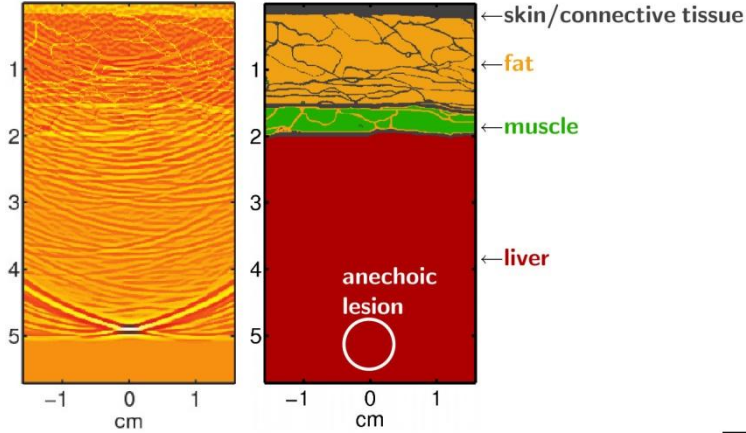 ←skin/connective tissue
←fat
←muscle
←liver
anechoic
lesion
1
2
3
4
5
−1 0 1
cm
1
2
3
4
5
−1 0 1
cm